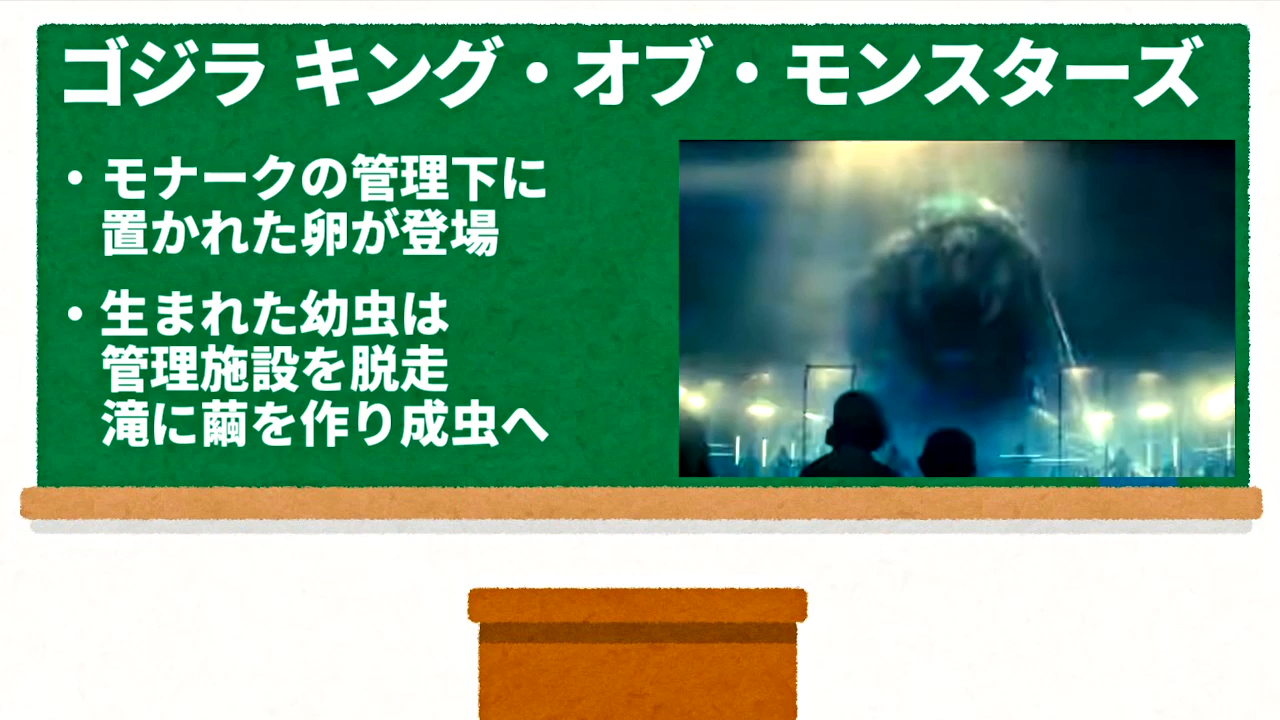 ゴジラ キング・オブ・モンスターズ
・モナークの管理下に
置かれた卵が登場
・生まれた幼虫は
管理施設を脱走
滝に繭を作り成虫へ